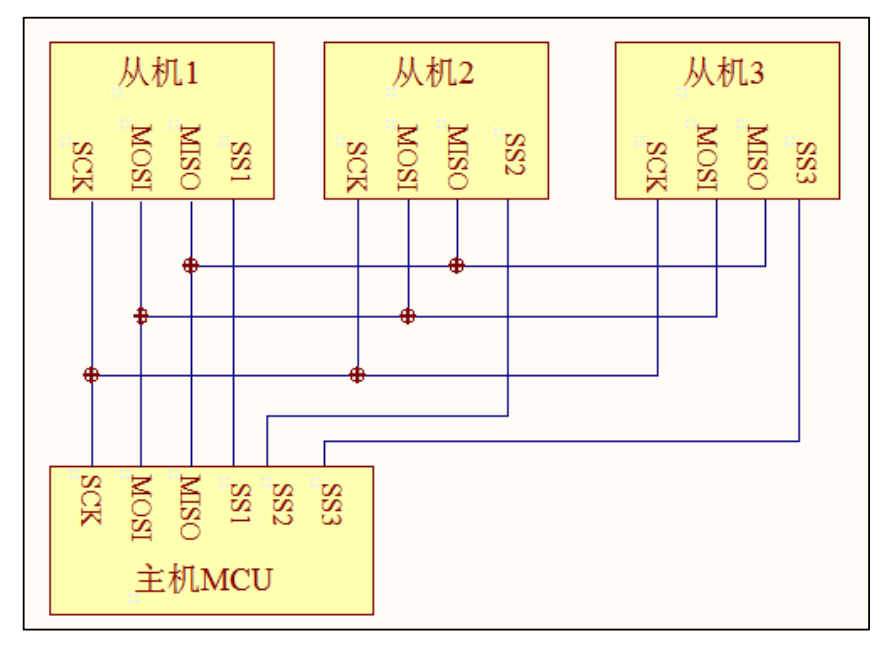 从机1
SCK
MOSI
MISO
SS1
从机2
SCK
MOSI
MISO
SS2
从机3
SCK
MOSI
MISO
SS3
SCK
MOSI
MISO
SS1
SS2
SS3
主机MCU